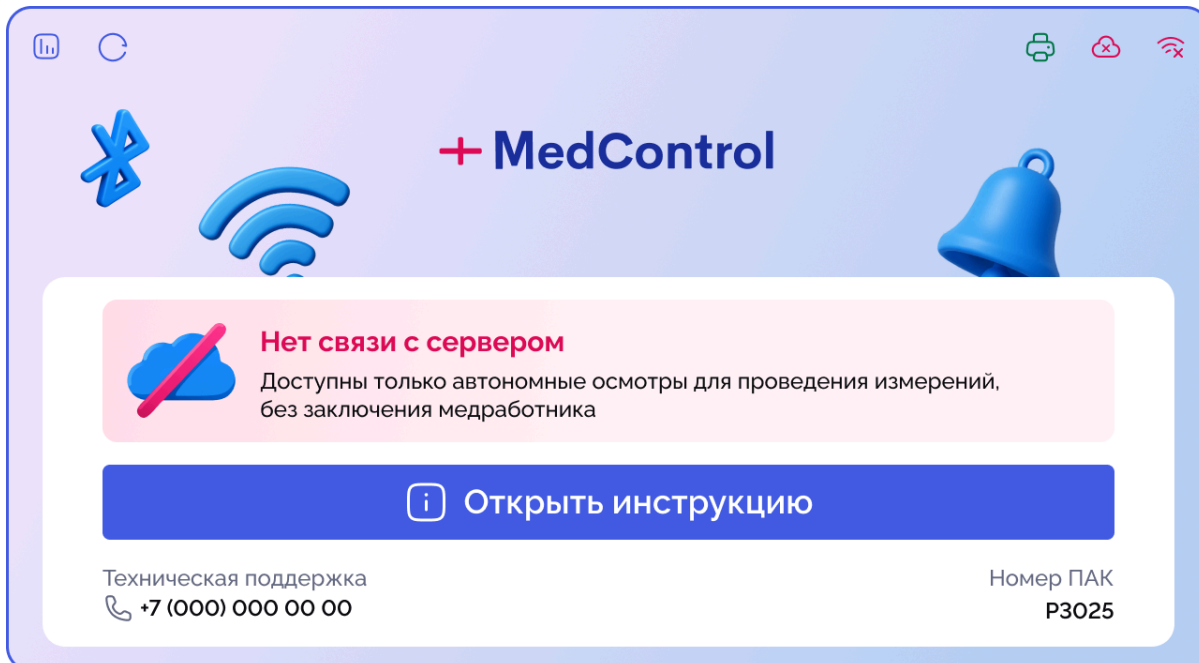 MedControl
Нет связи с сервером
Доступны только автономные осмотры для проведения измерений,
без заключения медработника
Открыть инструкцию
Техническая поддержка
+7 (000) 000 00 00
Номер ПАК
P3025